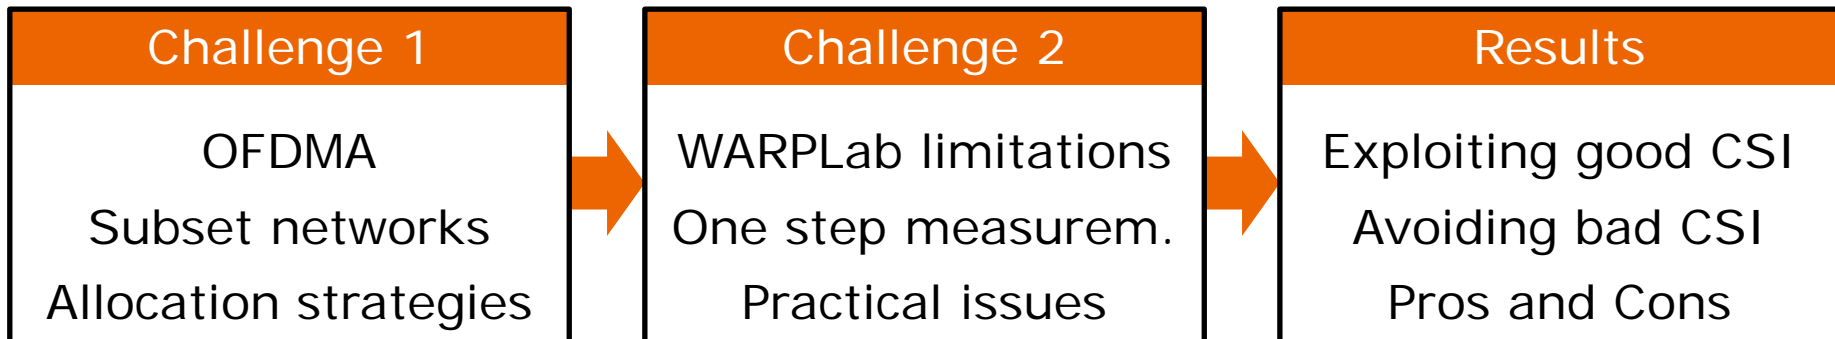 Challenge 1
OFDMA
Subset networks
Allocation strategies
Challenge 2
WARPLab limitations
One step measurem.
Practical issues
Results
Exploiting good CSI
Avoiding bad CSI
Pros and Cons